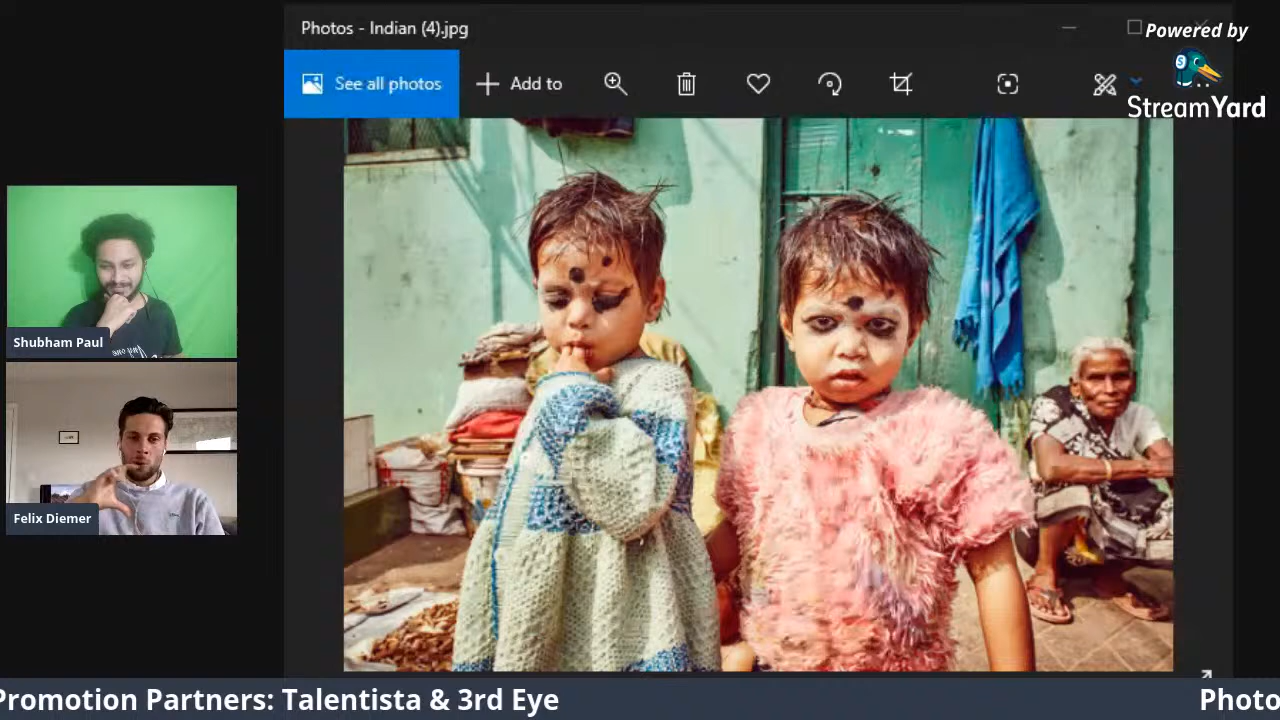 Photos - Indian (4).jpg
Powered by
See all photos
Add to
StreamYard
Shubham Paul
Felix Diemer
Promotion Partners: Talentista & 3rd Eye
Photo